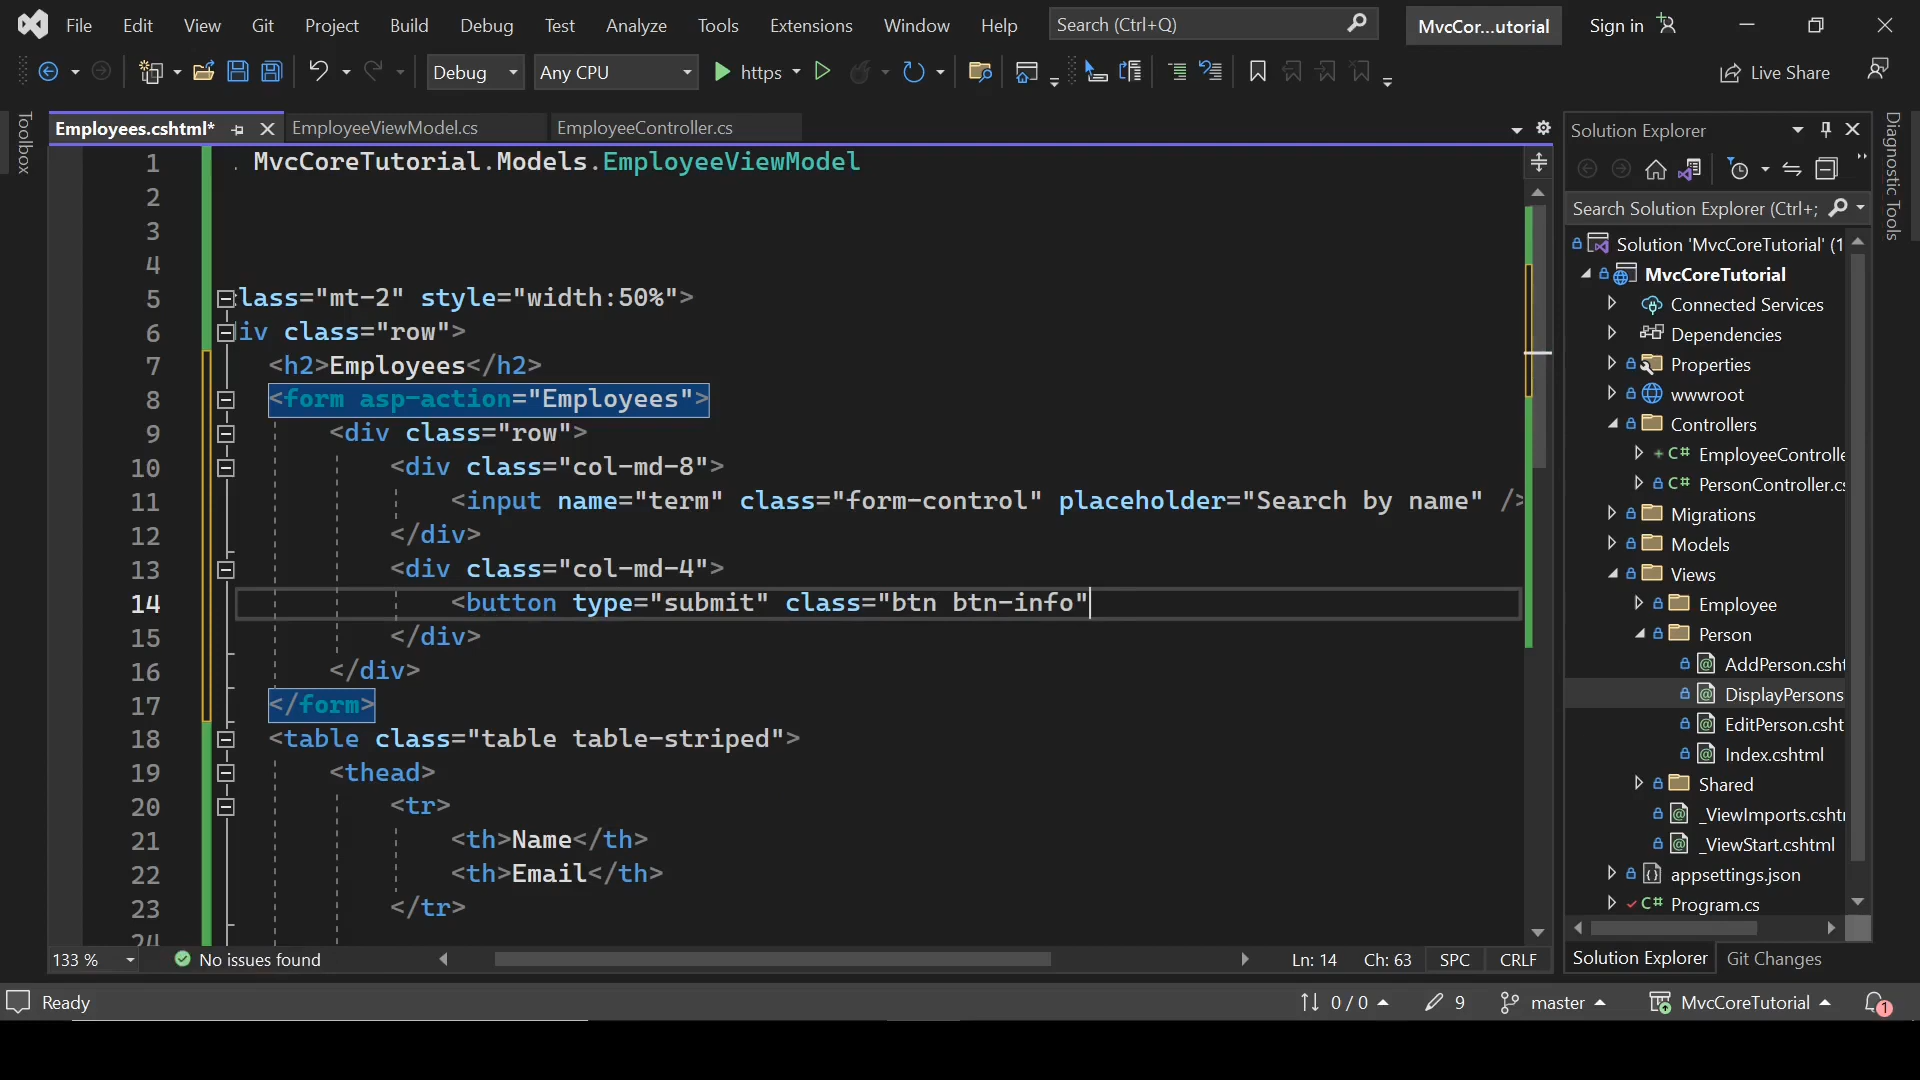 File Edit View Git Project Build Debug Test Analyze Tools Extensions Window Help Search (Ctrl+Q) MvcCor...utorial Sign in
Debug Any CPU https Live Share
Toolbox
Employees.cshtml* EmployeeViewModel.cs EmployeeController.cs
1 . MvcCoreTutorial.Models.EmployeeViewModel
2
3
4
5 lass="mt-2" style="width:50%">
6 iv class="row">
7 <h2>Employees</h2>
8 <form asp-action="Employees">
9 <div class="row">
10 <div class="col-md-8">
11 <input name="term" class="form-control" placeholder="Search by name" />
12 </div>
13 <div class="col-md-4">
14 <button type="submit" class="btn btn-info"
15 </div>
16 </div>
17 </form>
18 <table class="table table-striped">
19 <thead>
20 <tr>
21 <th>Name</th>
22 <th>Email</th>
23 </tr>
24
133 % No issues found Ln: 14 Ch: 63 SPC CRLF
Solution Explorer
Search Solution Explorer (Ctrl+;
Solution 'MvcCoreTutorial' (1
MvcCoreTutorial
Connected Services
Dependencies
Properties
wwwroot
Controllers
C# EmployeeControlle
C# PersonController.cs
Migrations
Models
Views
Employee
Person
AddPerson.csht
DisplayPersons
EditPerson.csht
Index.cshtml
Shared
_ViewImports.csht
_ViewStart.cshtml
appsettings.json
C# Program.cs
Solution Explorer Git Changes
Diagnostic Tools
Ready 0 / 0 9 master MvcCoreTutorial 1